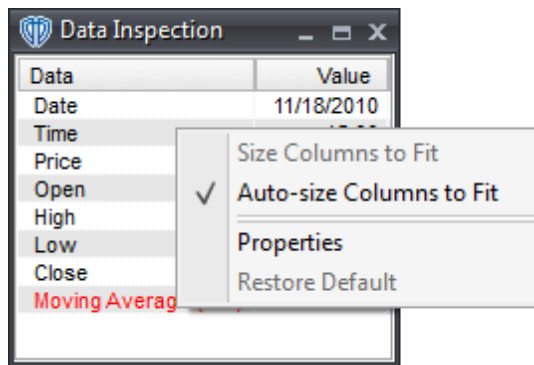 Data Inspection
Data Value
Date 11/18/2010
Time
Price
Open
High
Low
Close
Moving
Size Columns to Fit
Auto-size Columns to Fit
Properties
Restore Default